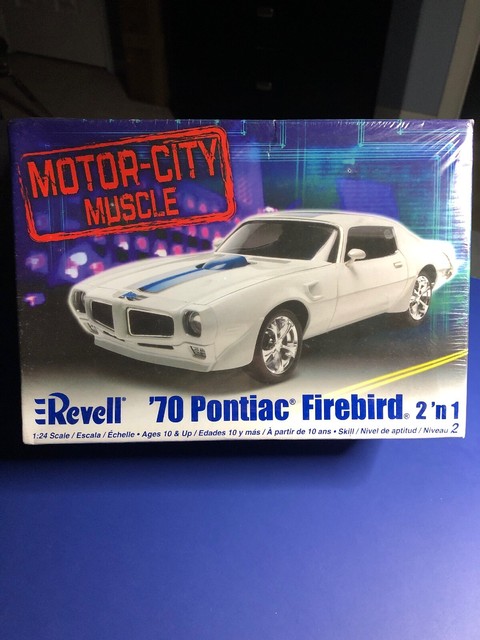 MOTOR-CITY
MUSCLE
Revell® '70 Pontiac® Firebird® 2 'n 1
1:24 Scale / Escala / Échelle • Ages 10 & Up / Edades 10 y más / À partir de 10 ans • Skill / Nivel de aptitud / Niveau 2